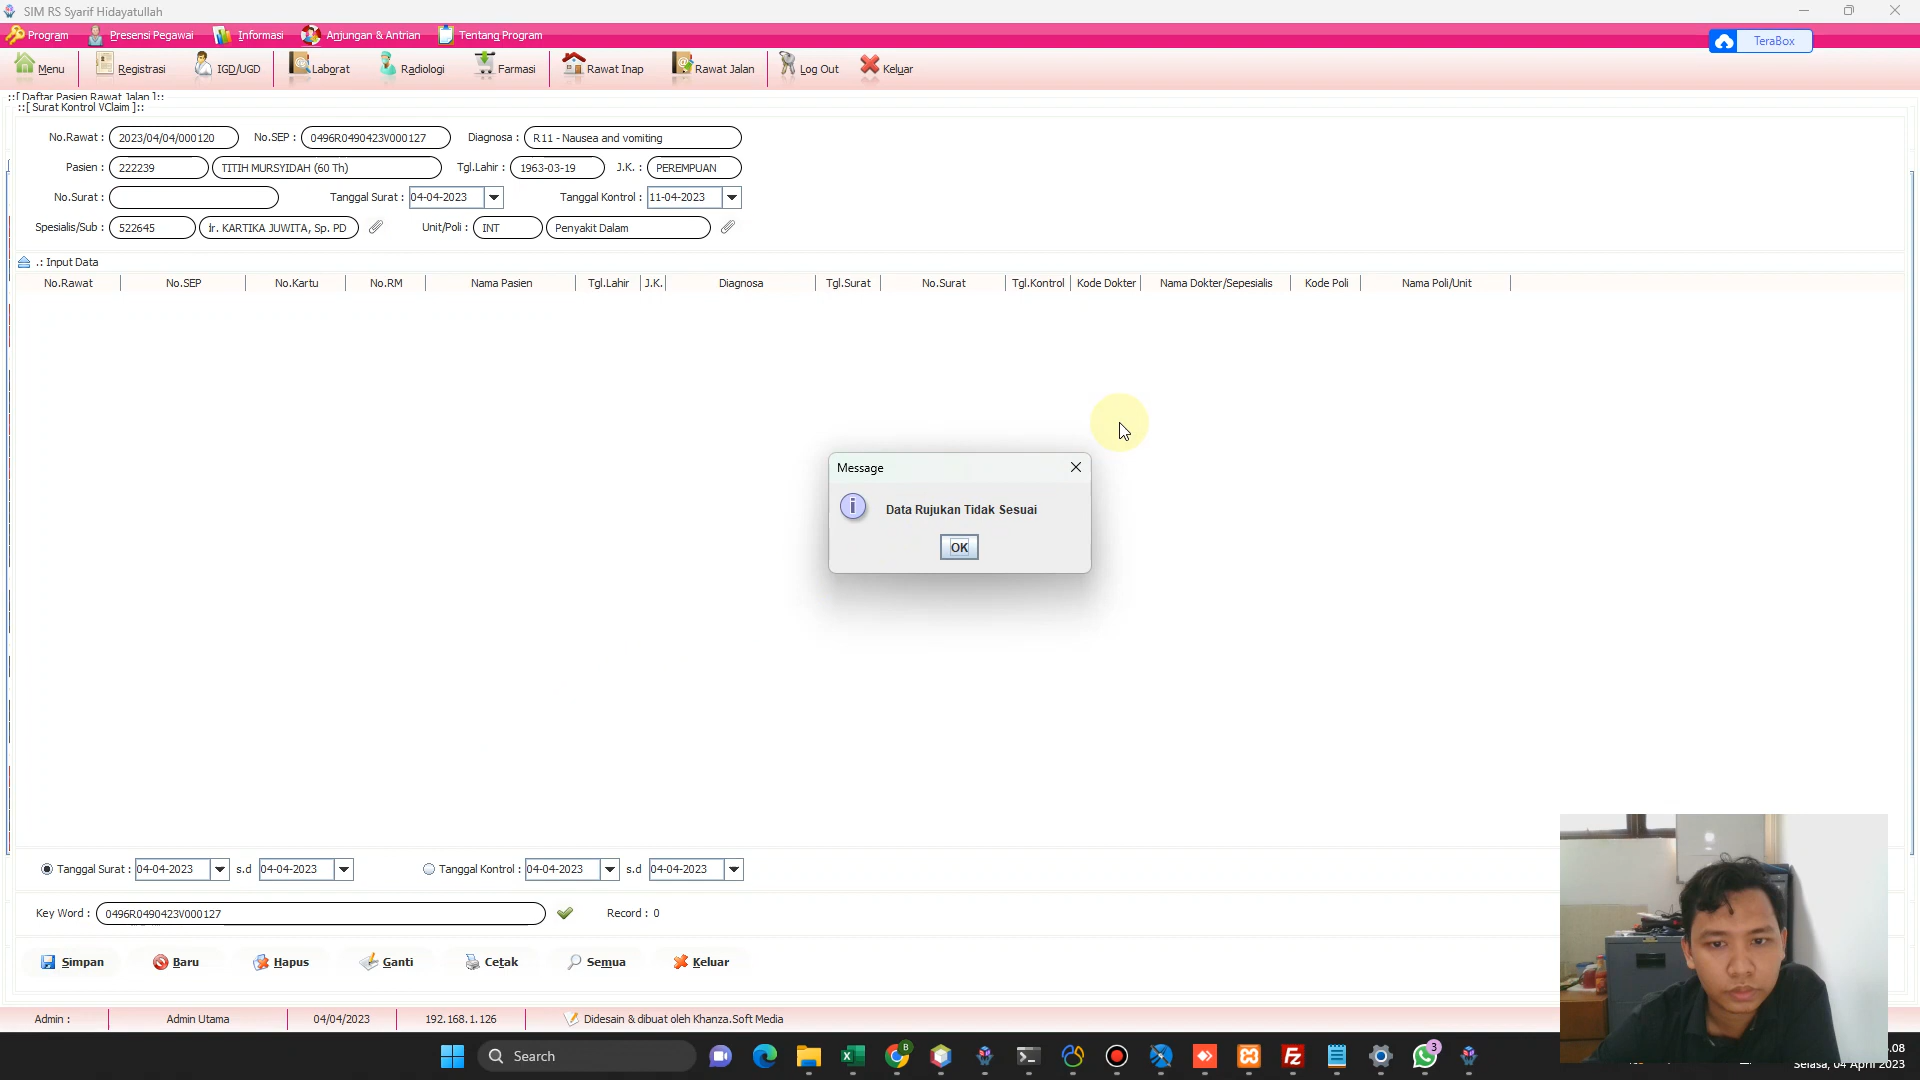 SIM RS Syarif Hidayatullah
Program Presensi Pegawai Informasi Anjungan & Antrian Tentang Program
TeraBox
Menu Registrasi IGD/UGD Laborat Radiologi Farmasi Rawat Inap Rawat Jalan Log Out Keluar
::[ Daftar Pasien Rawat Jalan ]::
::[ Surat Kontrol VClaim ]::
No.Rawat : 2023/04/04/000120 No.SEP : 0496R0490423V000127 Diagnosa : R11 - Nausea and vomiting
Pasien : 222239 TITIH MURSYIDAH (60 Th) Tgl.Lahir : 1963-03-19 J.K. : PEREMPUAN
No.Surat : Tanggal Surat : 04-04-2023 Tanggal Kontrol : 11-04-2023
Spesialis/Sub : 522645 KARTIKA JUWITA, Sp. PD Unit/Poli : INT Penyakit Dalam
.: Input Data
No.Rawat No.SEP No.Kartu No.RM Nama Pasien Tgl.Lahir J.K. Diagnosa Tgl.Surat No.Surat Tgl.Kontrol Kode Dokter Nama Dokter/Sepesialis Kode Poli Nama Poli/Unit
Message
Data Rujukan Tidak Sesuai
OK
Tanggal Surat : 04-04-2023 s.d 04-04-2023 Tanggal Kontrol : 04-04-2023 s.d 04-04-2023
Key Word : 0496R0490423V000127 Record : 0
Simpan Baru Hapus Ganti Cetak Semua Keluar
Admin : Admin Utama 04/04/2023 192.168.1.126 Didesain & dibuat oleh Khanza.Soft Media
Search
B
3
.08
Selasa, 04 April 2023